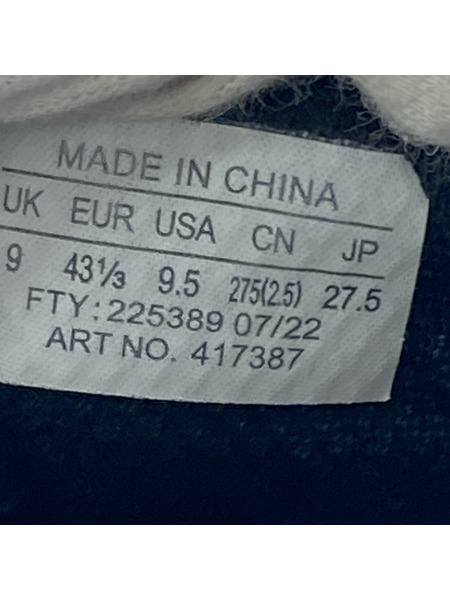 MADE IN CHINA
UK EUR USA CN JP
9 43⅓ 9.5 275(2.5) 27.5
FTY: 225389 07/22
ART NO. 417387